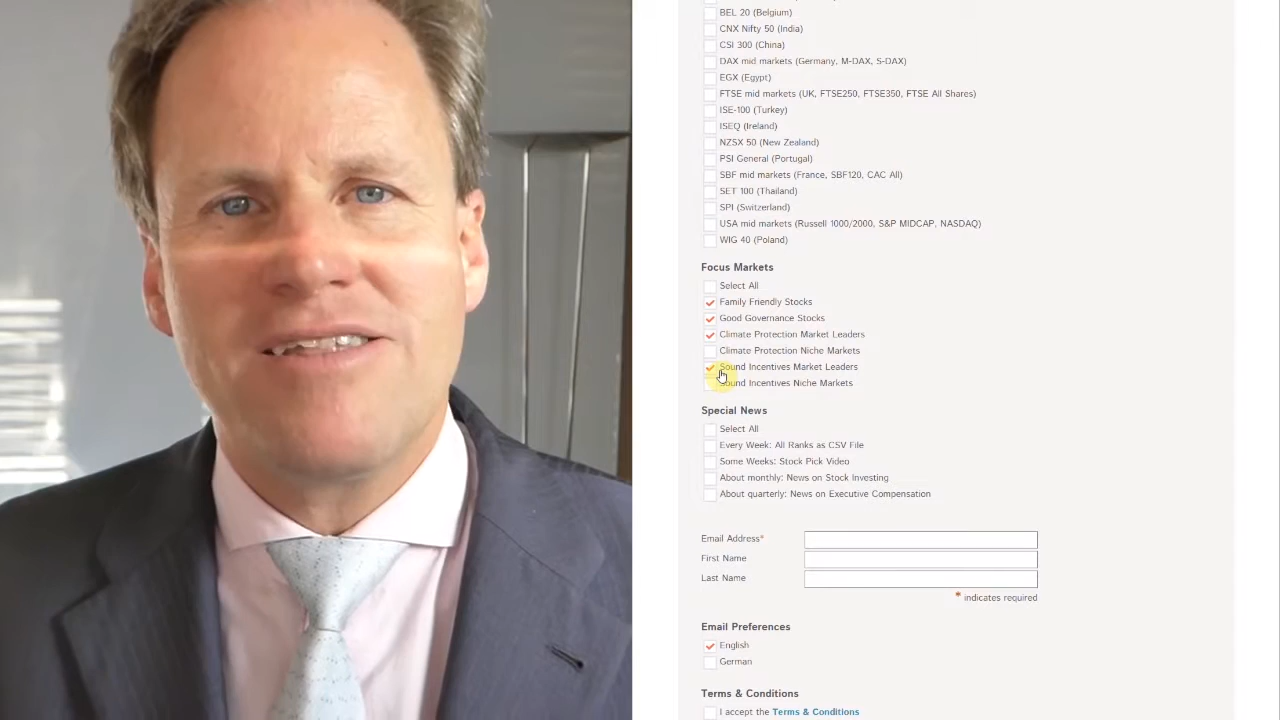 BEL 20 (Belgium)
CNX Nifty 50 (India)
CSI 300 (China)
DAX mid markets (Germany, M-DAX, S-DAX)
EGX (Egypt)
FTSE mid markets (UK, FTSE250, FTSE350, FTSE All Shares)
ISE-100 (Turkey)
ISEQ (Ireland)
NZSX 50 (New Zealand)
PSI General (Portugal)
SBF mid markets (France, SBF120, CAC All)
SET 100 (Thailand)
SPI (Switzerland)
USA mid markets (Russell 1000/2000, S&P MIDCAP, NASDAQ)
WIG 40 (Poland)
Focus Markets
Select All
Family Friendly Stocks
Good Governance Stocks
Climate Protection Market Leaders
Climate Protection Niche Markets
Sound Incentives Market Leaders
Sound Incentives Niche Markets
Special News
Select All
Every Week: All Ranks as CSV File
Some Weeks: Stock Pick Video
About monthly: News on Stock Investing
About quarterly: News on Executive Compensation
Email Address*
First Name
Last Name
* indicates required
Email Preferences
English
German
Terms & Conditions
I accept the Terms & Conditions